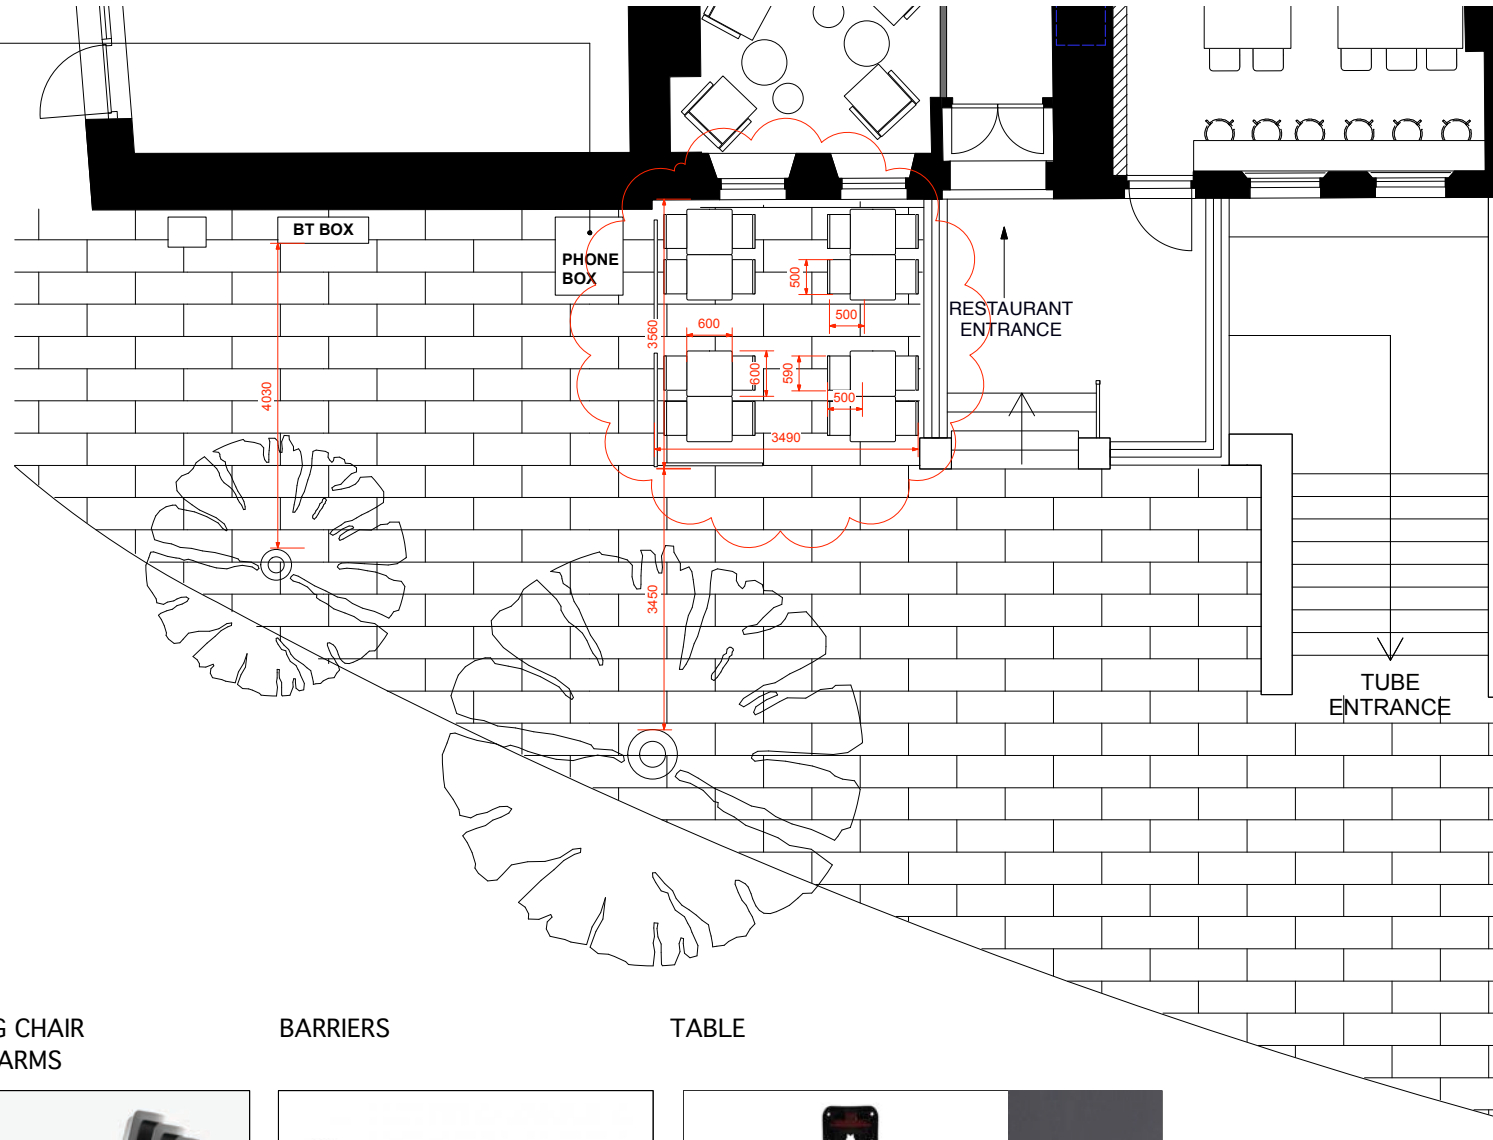 BT BOX
PHONE
BOX
500
500
600
3560
600
590
500
3490
4030
3450
RESTAURANT
ENTRANCE
TUBE
ENTRANCE
G CHAIR
ARMS
BARRIERS
TABLE